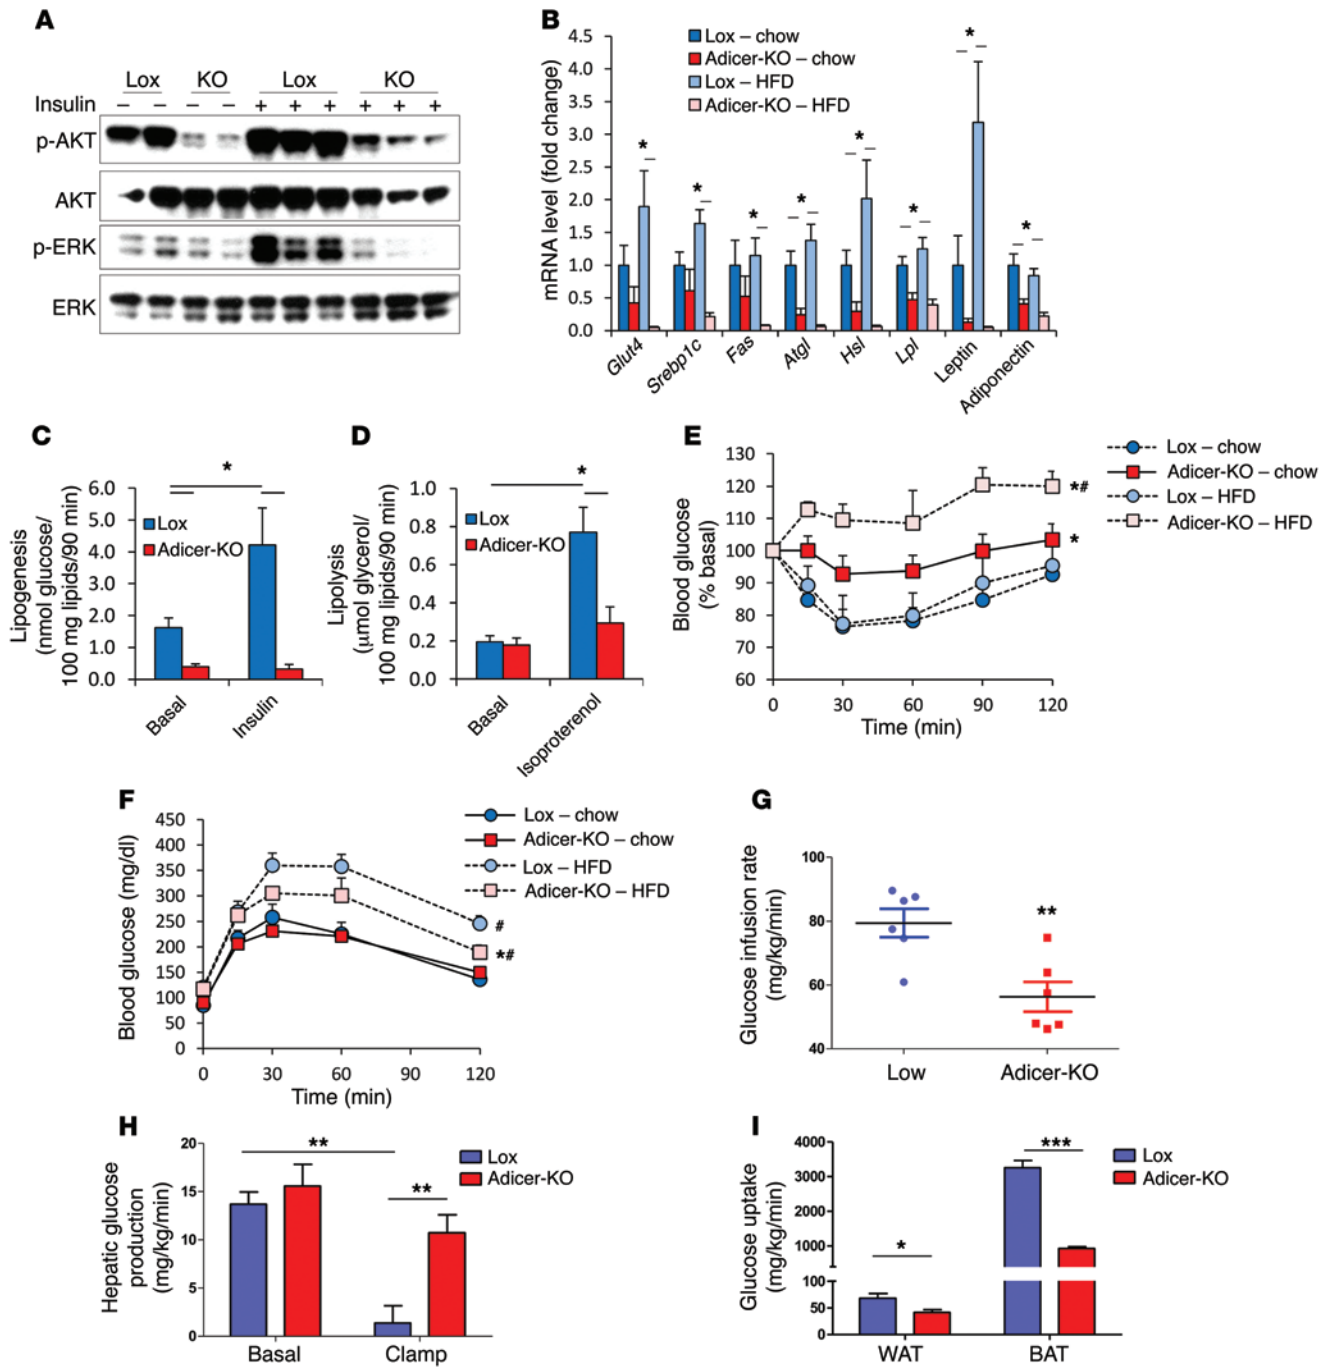 A
Lox KO Lox KO
Insulin − − − − + + + + + +
p-AKT
AKT
p-ERK
ERK
B
mRNA level (fold change)
4.5
4.0
3.5
3.0
2.5
2.0
1.5
1.0
0.5
0.0
Lox – chow
Adicer-KO – chow
Lox – HFD
Adicer-KO – HFD
* * * * * * * *
Glut4 Srebp1c Fas Atgl Hsl Lpl Leptin Adiponectin
C
Lipogenesis
(nmol glucose/
100 mg lipids/90 min)
6.0
5.0
4.0
3.0
2.0
1.0
0.0
*
Lox
Adicer-KO
Basal Insulin
D
Lipolysis
(μmol glycerol/
100 mg lipids/90 min)
1.0
0.8
0.6
0.4
0.2
0.0
*
Lox
Adicer-KO
Basal Isoproterenol
E
Blood glucose
(% basal)
130
120
110
100
90
80
70
60
0 30 60 90 120
Time (min)
*#
*
Lox – chow
Adicer-KO – chow
Lox – HFD
Adicer-KO – HFD
F
Blood glucose (mg/dl)
450
400
350
300
250
200
150
100
50
0
0 30 60 90 120
Time (min)
#
*#
Lox – chow
Adicer-KO – chow
Lox – HFD
Adicer-KO – HFD
G
Glucose infusion rate
(mg/kg/min)
100
80
60
40
**
Low Adicer-KO
H
Hepatic glucose
production
(mg/kg/min)
20
15
10
5
0
**
**
Lox
Adicer-KO
Basal Clamp
I
Glucose uptake
(mg/kg/min)
4000
3000
2000
1000
100
50
0
*
***
Lox
Adicer-KO
WAT BAT